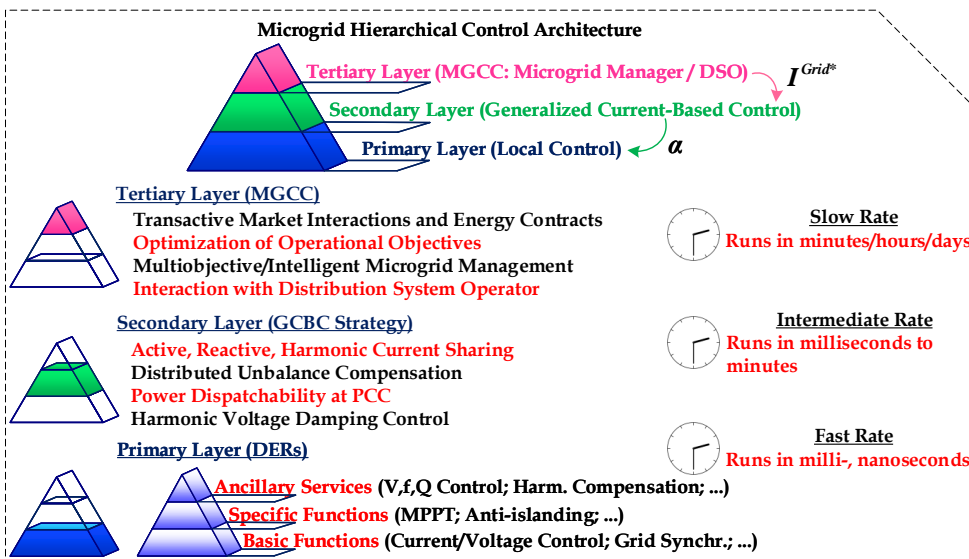 Microgrid Hierarchical Control Architecture
Tertiary Layer (MGCC: Microgrid Manager / DSO)
I^Grid*
Secondary Layer (Generalized Current-Based Control)
Primary Layer (Local Control)
α
Tertiary Layer (MGCC)
Transactive Market Interactions and Energy Contracts
Optimization of Operational Objectives
Multiobjective/Intelligent Microgrid Management
Interaction with Distribution System Operator
Slow Rate
Runs in minutes/hours/days
Secondary Layer (GCBC Strategy)
Active, Reactive, Harmonic Current Sharing
Distributed Unbalance Compensation
Power Dispatchability at PCC
Harmonic Voltage Damping Control
Intermediate Rate
Runs in milliseconds to
minutes
Primary Layer (DERs)
Ancillary Services (V,f,Q Control; Harm. Compensation; ...)
Specific Functions (MPPT; Anti-islanding; ...)
Basic Functions (Current/Voltage Control; Grid Synchr.; ...)
Fast Rate
Runs in milli-, nanoseconds